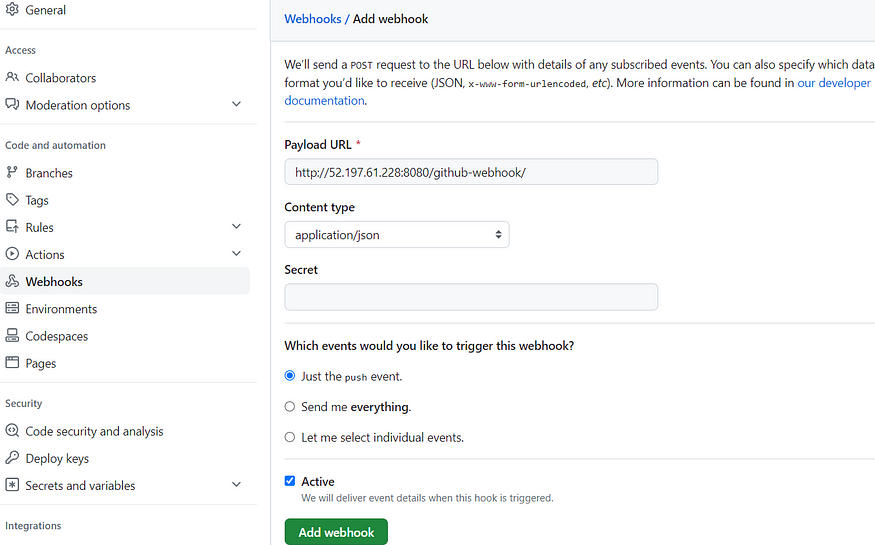 General
Access
Collaborators
Moderation options
Code and automation
Branches
Tags
Rules
Actions
Webhooks
Environments
Codespaces
Pages
Security
Code security and analysis
Deploy keys
Secrets and variables
Integrations
Webhooks / Add webhook
We'll send a POST request to the URL below with details of any subscribed events. You can also specify which data
format you'd like to receive (JSON, x-www-form-urlencoded, etc). More information can be found in our developer
documentation.
Payload URL *
http://52.197.61.228:8080/github-webhook/
Content type
application/json
Secret
Which events would you like to trigger this webhook?
Just the push event.
Send me everything.
Let me select individual events.
Active
We will deliver event details when this hook is triggered.
Add webhook